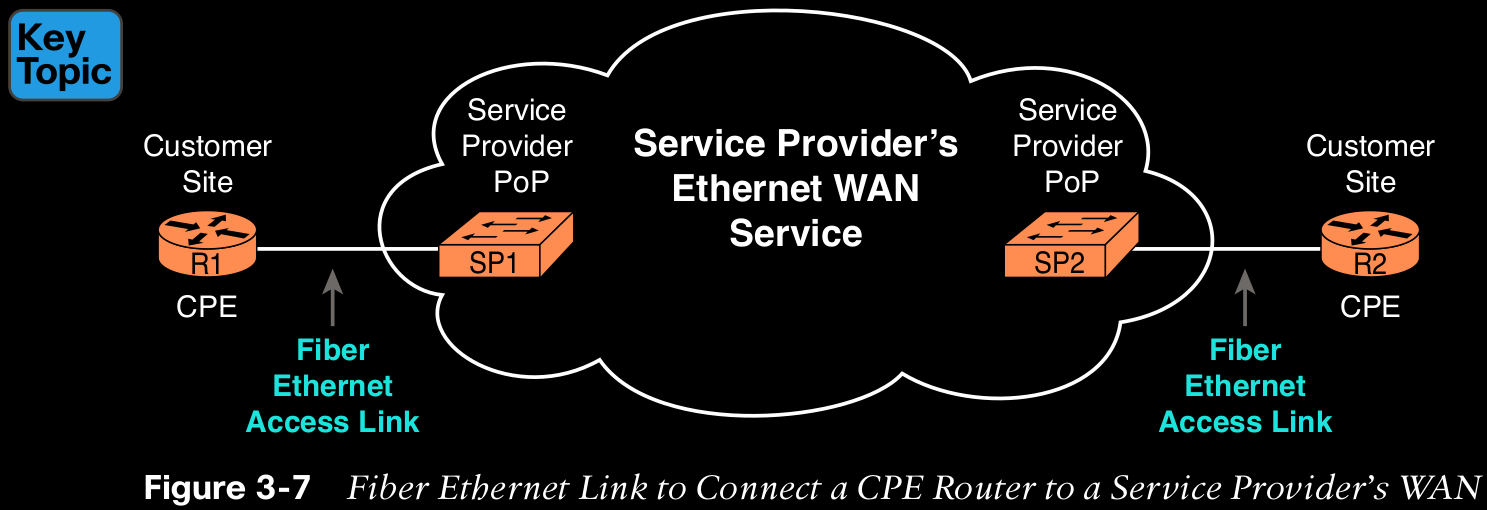 Key
Topic
Customer
Site
R1
CPE
Fiber
Ethernet
Access Link
Service
Provider
PoP
SP1
Service Provider’s
Ethernet WAN
Service
Service
Provider
PoP
SP2
Customer
Site
R2
CPE
Fiber
Ethernet
Access Link
Figure 3-7 Fiber Ethernet Link to Connect a CPE Router to a Service Provider’s WAN